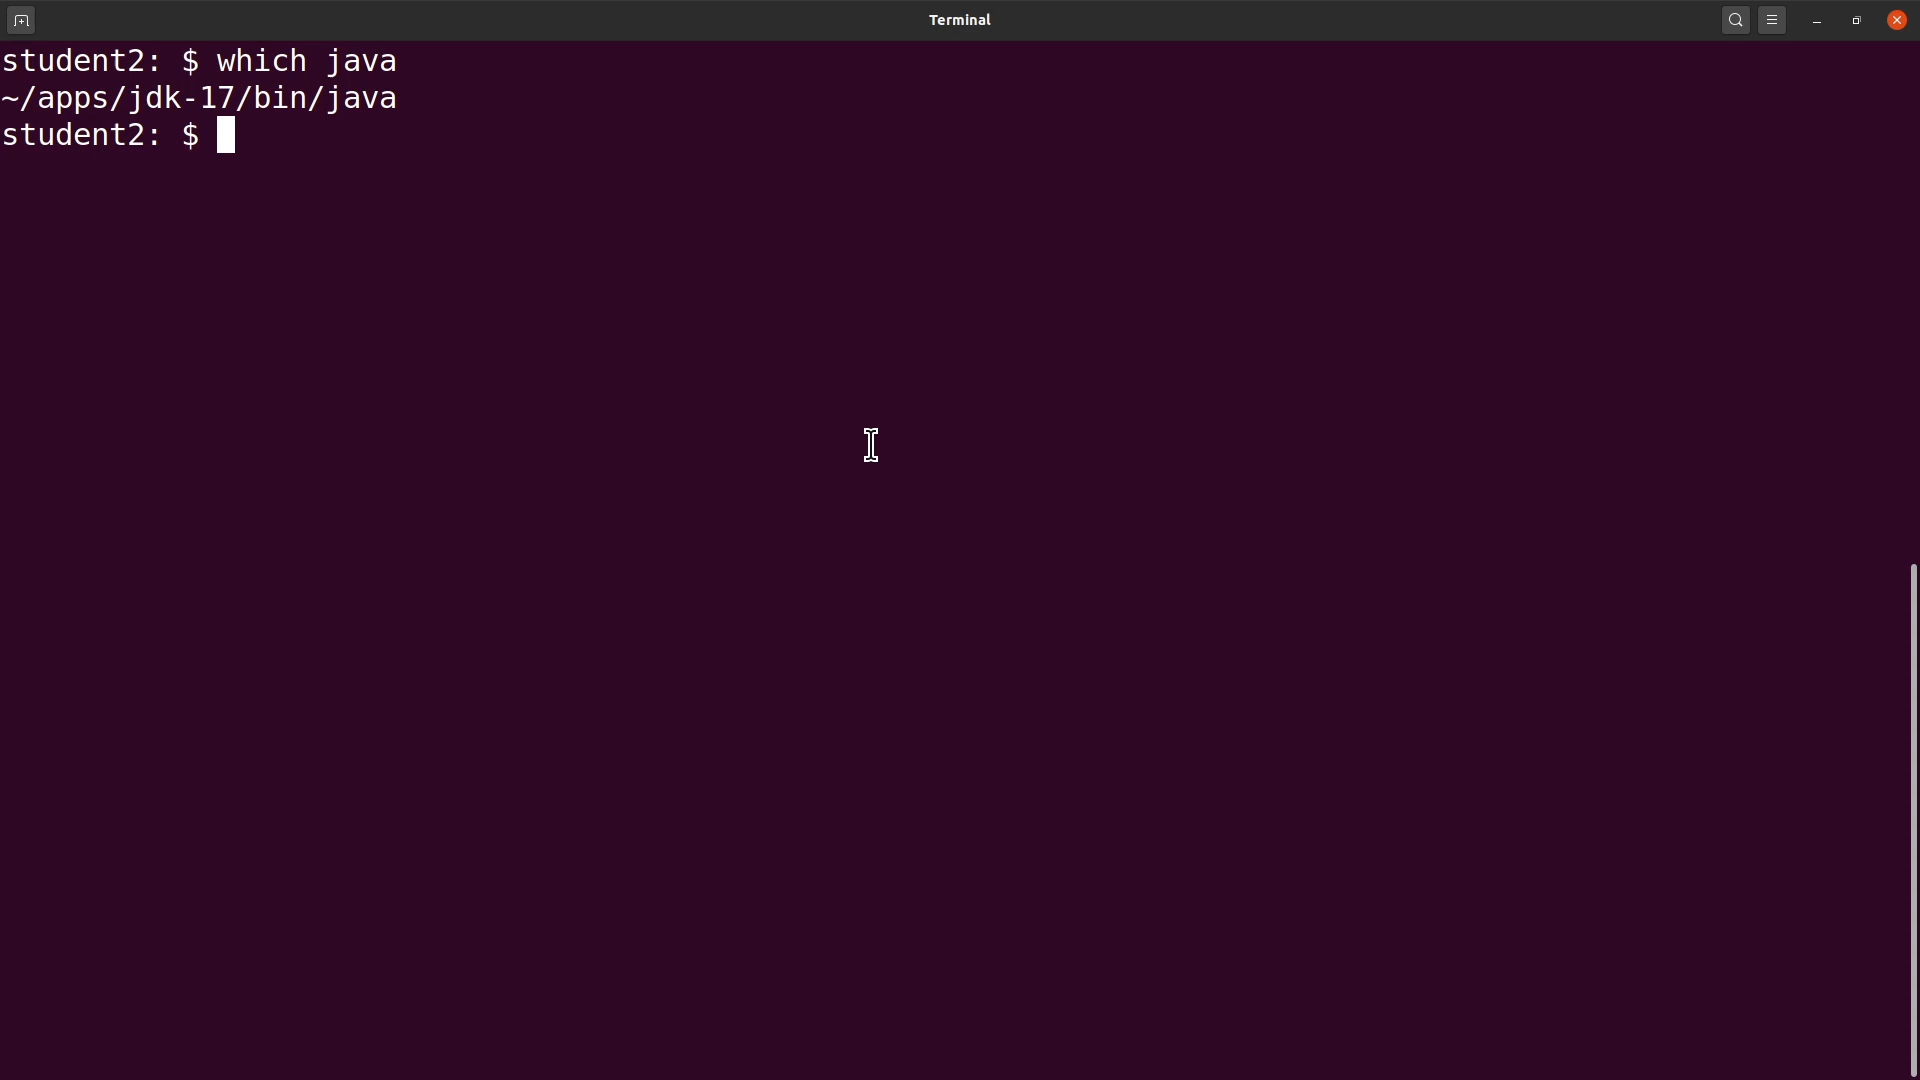 Terminal
student2: $ which java
~/apps/jdk-17/bin/java
student2: $